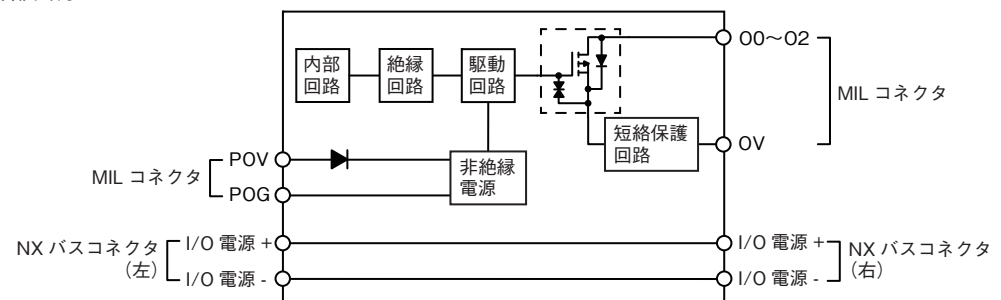 内部
回路
絶縁
回路
駆動
回路
O0～O2
MIL コネクタ
短絡保護
回路
0V
MIL コネクタ
POV
POG
非絶縁
電源
NX バスコネクタ
(左)
I/O 電源 +
I/O 電源 -
I/O 電源 +
I/O 電源 -
NX バスコネクタ
(右)